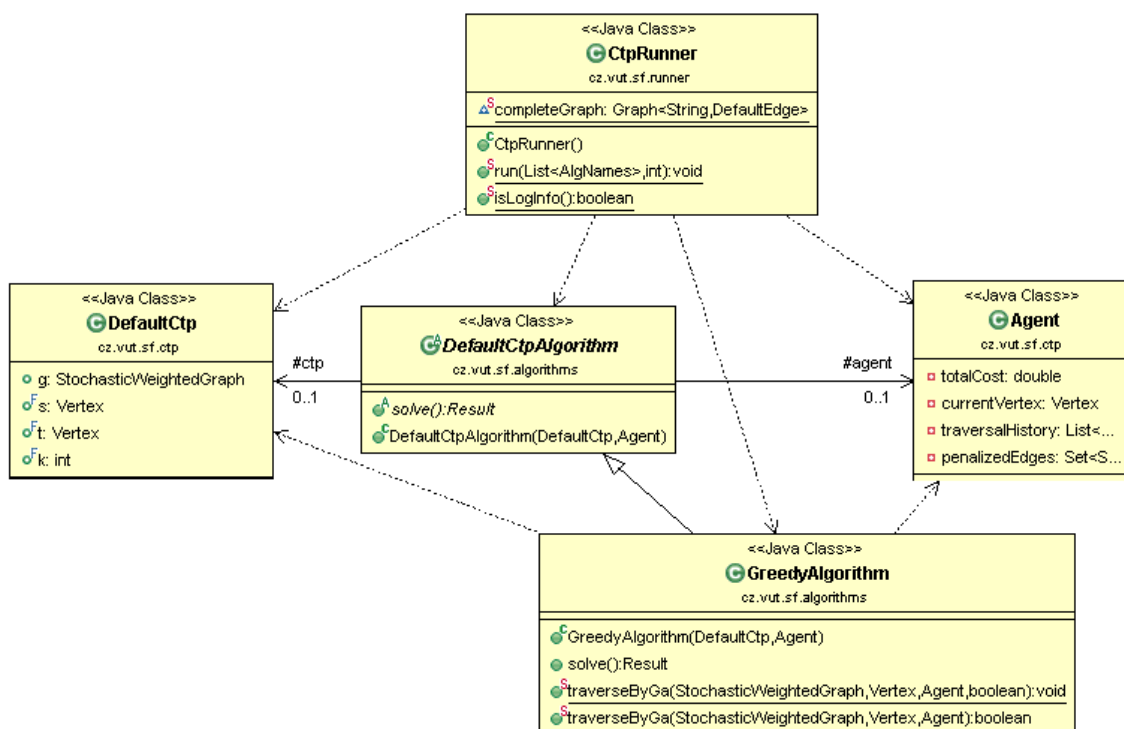 <<Java Class>>
CtpRunner
cz.vut.sf.runner
completeGraph: Graph<String,DefaultEdge>
CtpRunner()
run(List<AlgNames>,int):void
isLogInfo():boolean
<<Java Class>>
DefaultCtp
cz.vut.sf.ctp
g: StochasticWeightedGraph
s: Vertex
t: Vertex
k: int
#ctp
0..1
<<Java Class>>
DefaultCtpAlgorithm
cz.vut.sf.algorithms
solve():Result
DefaultCtpAlgorithm(DefaultCtp,Agent)
#agent
0..1
<<Java Class>>
Agent
cz.vut.sf.ctp
totalCost: double
currentVertex: Vertex
traversalHistory: List<...
penalizedEdges: Set<S...
<<Java Class>>
GreedyAlgorithm
cz.vut.sf.algorithms
GreedyAlgorithm(DefaultCtp,Agent)
solve():Result
traverseByGa(StochasticWeightedGraph,Vertex,Agent,boolean):void
traverseByGa(StochasticWeightedGraph,Vertex,Agent):boolean